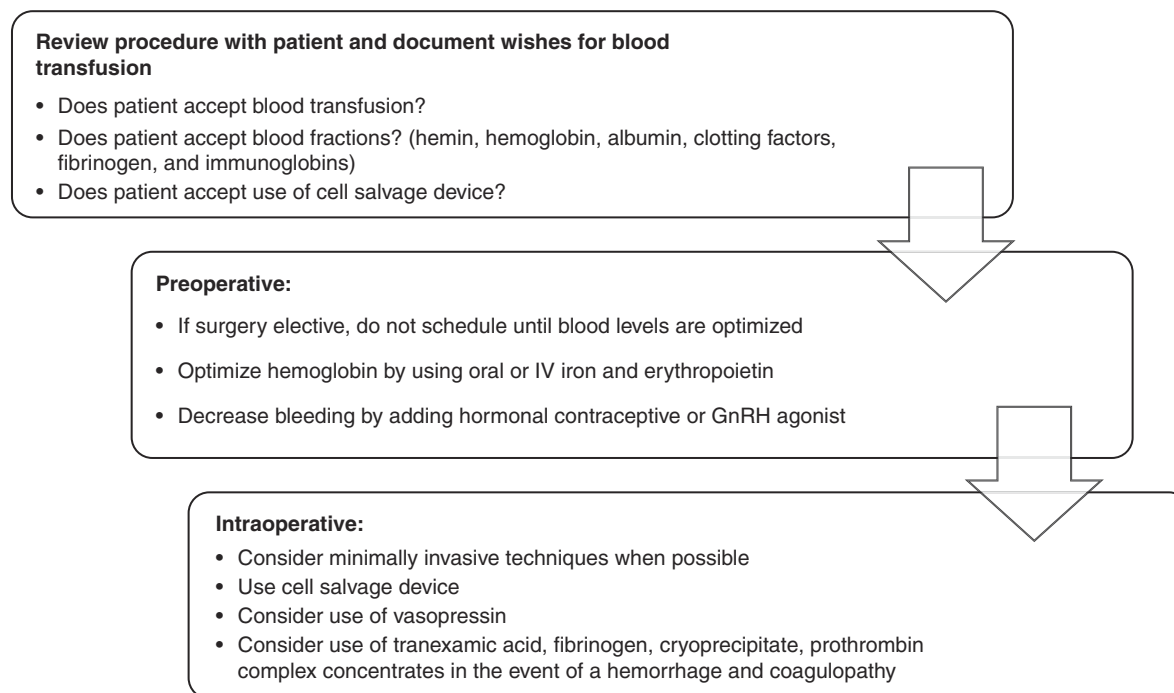 Review procedure with patient and document wishes for blood
transfusion
• Does patient accept blood transfusion?
• Does patient accept blood fractions? (hemin, hemoglobin, albumin, clotting factors,
fibrinogen, and immunoglobins)
• Does patient accept use of cell salvage device?
Preoperative:
• If surgery elective, do not schedule until blood levels are optimized
• Optimize hemoglobin by using oral or IV iron and erythropoietin
• Decrease bleeding by adding hormonal contraceptive or GnRH agonist
Intraoperative:
• Consider minimally invasive techniques when possible
• Use cell salvage device
• Consider use of vasopressin
• Consider use of tranexamic acid, fibrinogen, cryoprecipitate, prothrombin
complex concentrates in the event of a hemorrhage and coagulopathy